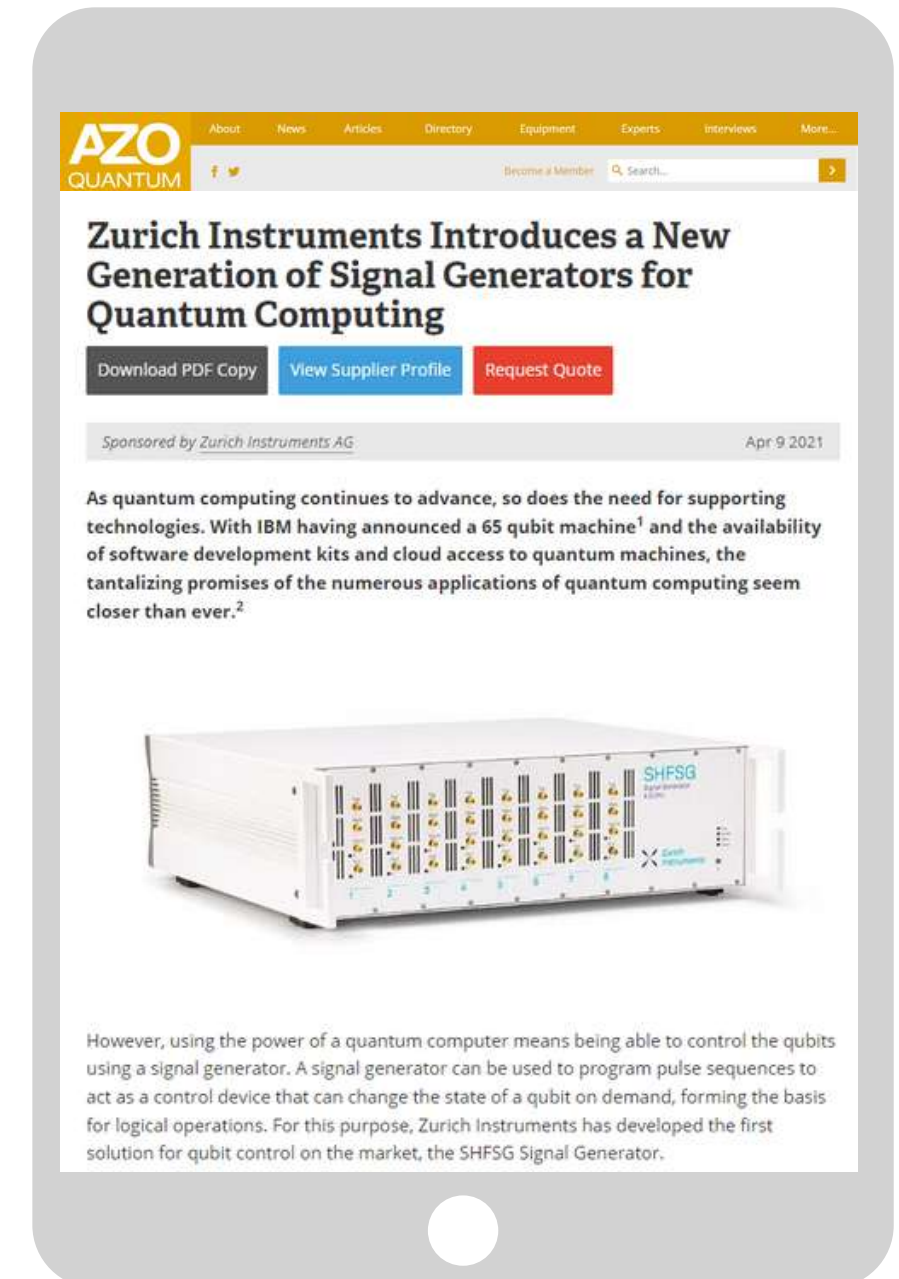 AZO
QUANTUM
About News Articles Directory Equipment Experts Interviews More...
Become a Member Search...
Zurich Instruments Introduces a New
Generation of Signal Generators for
Quantum Computing
Download PDF Copy View Supplier Profile Request Quote
Sponsored by Zurich Instruments AG Apr 9 2021
As quantum computing continues to advance, so does the need for supporting
technologies. With IBM having announced a 65 qubit machine1 and the availability
of software development kits and cloud access to quantum machines, the
tantalizing promises of the numerous applications of quantum computing seem
closer than ever.2
SHFSG
Signal Generator
Zurich
Instruments
1 2 3 4 5 6 7 8
However, using the power of a quantum computer means being able to control the qubits
using a signal generator. A signal generator can be used to program pulse sequences to
act as a control device that can change the state of a qubit on demand, forming the basis
for logical operations. For this purpose, Zurich Instruments has developed the first
solution for qubit control on the market, the SHFSG Signal Generator.